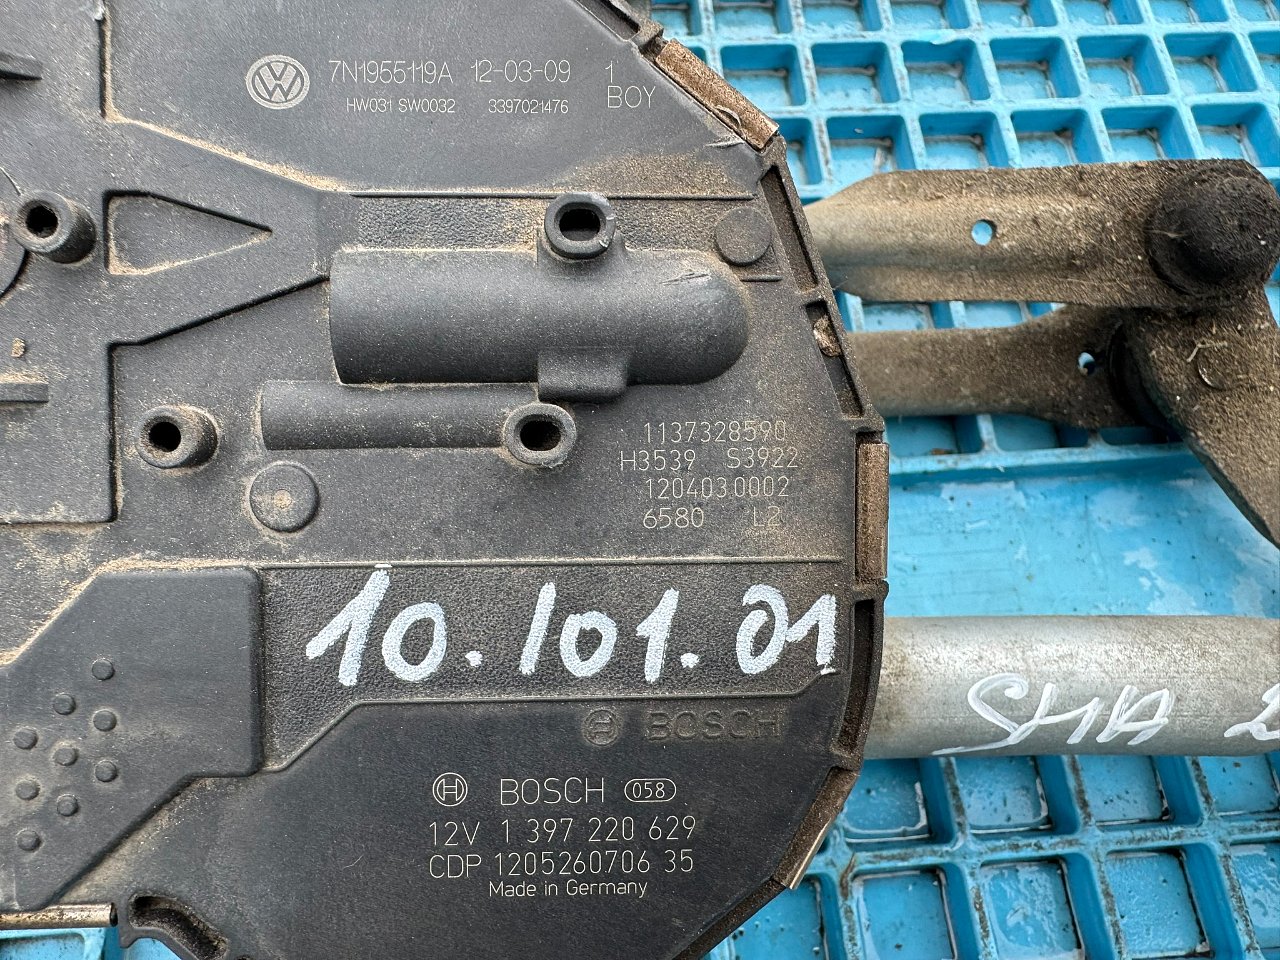 7N1955119A 12-03-09 1
HW031 SW0032 3397021476 BOY
1137328590
H3539 S3922
1204030002
6580 L2
10.101.01
BOSCH
SHA 2
BOSCH 058
12V 1 397 220 629
CDP 1205260706 35
Made in Germany